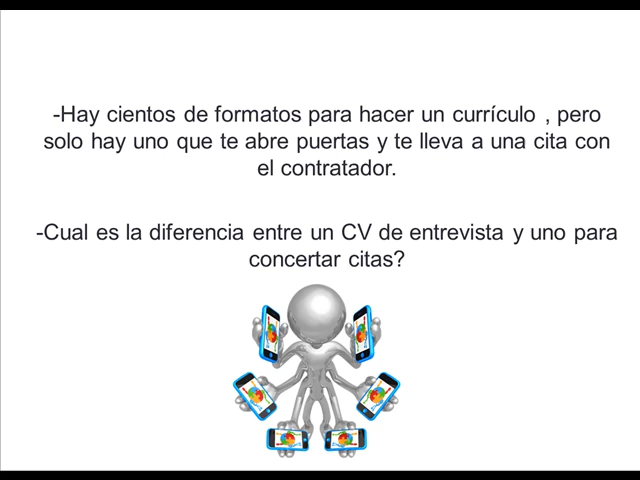 -Hay cientos de formatos para hacer un currículo , pero
solo hay uno que te abre puertas y te lleva a una cita con
el contratador.
-Cual es la diferencia entre un CV de entrevista y uno para
concertar citas?